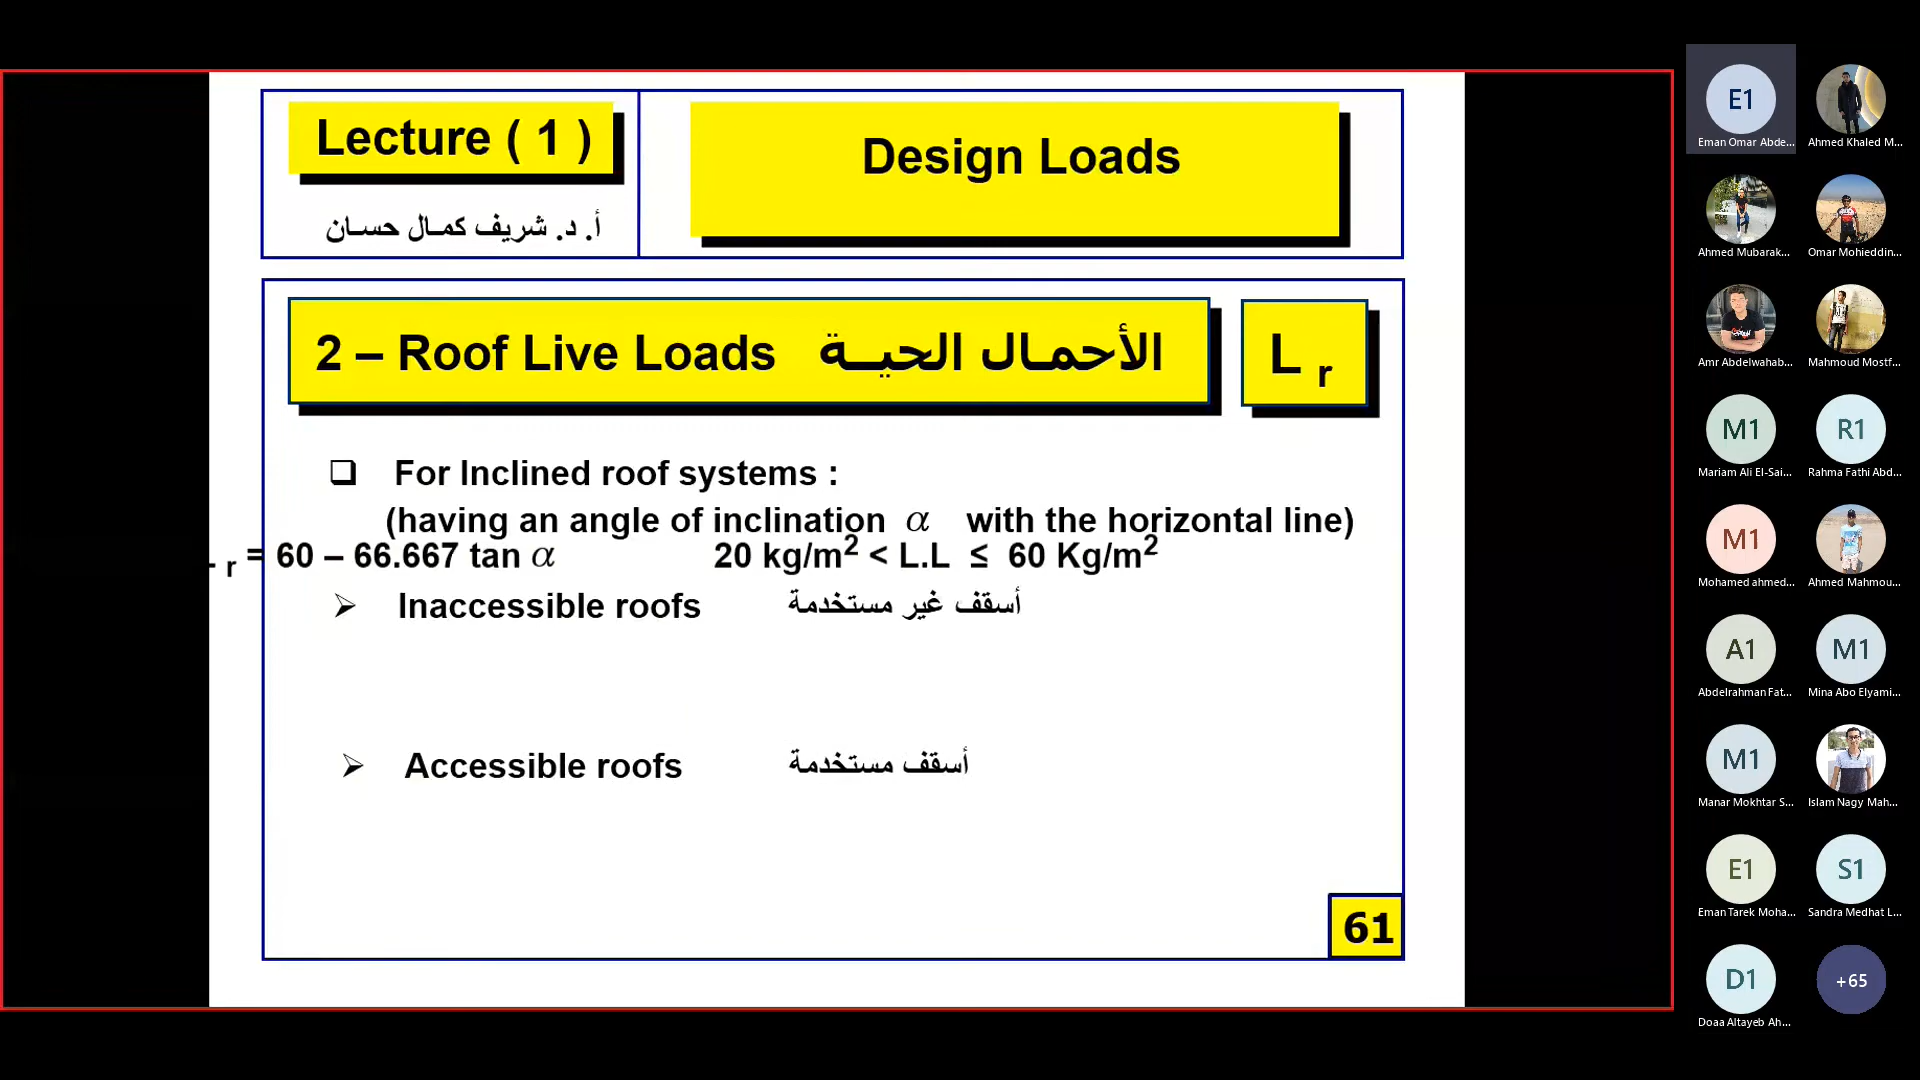 Lecture ( 1 )
أ. د. شريف كمـال حسـان
Design Loads
2 – Roof Live Loads الأحمـال الحيــة
L r
❑ For Inclined roof systems :
(having an angle of inclination α with the horizontal line)
L r = 60 – 66.667 tan α 20 kg/m² < L.L ≤ 60 Kg/m²
➢ Inaccessible roofs أسقف غير مستخدمة
➢ Accessible roofs أسقف مستخدمة
61
E1
Eman Omar Abde...
Ahmed Khaled M...
Ahmed Mubarak...
Omar Mohieddin...
Amr Abdelwahab...
Mahmoud Mostf...
M1
Mariam Ali El-Sai...
R1
Rahma Fathi Abd...
M1
Mohamed ahmed...
Ahmed Mahmou...
A1
Abdelrahman Fat...
M1
Mina Abo Elyami...
M1
Manar Mokhtar S...
Islam Nagy Mah...
E1
Eman Tarek Moha...
S1
Sandra Medhat L...
D1
Doaa Altayeb Ah...
+65